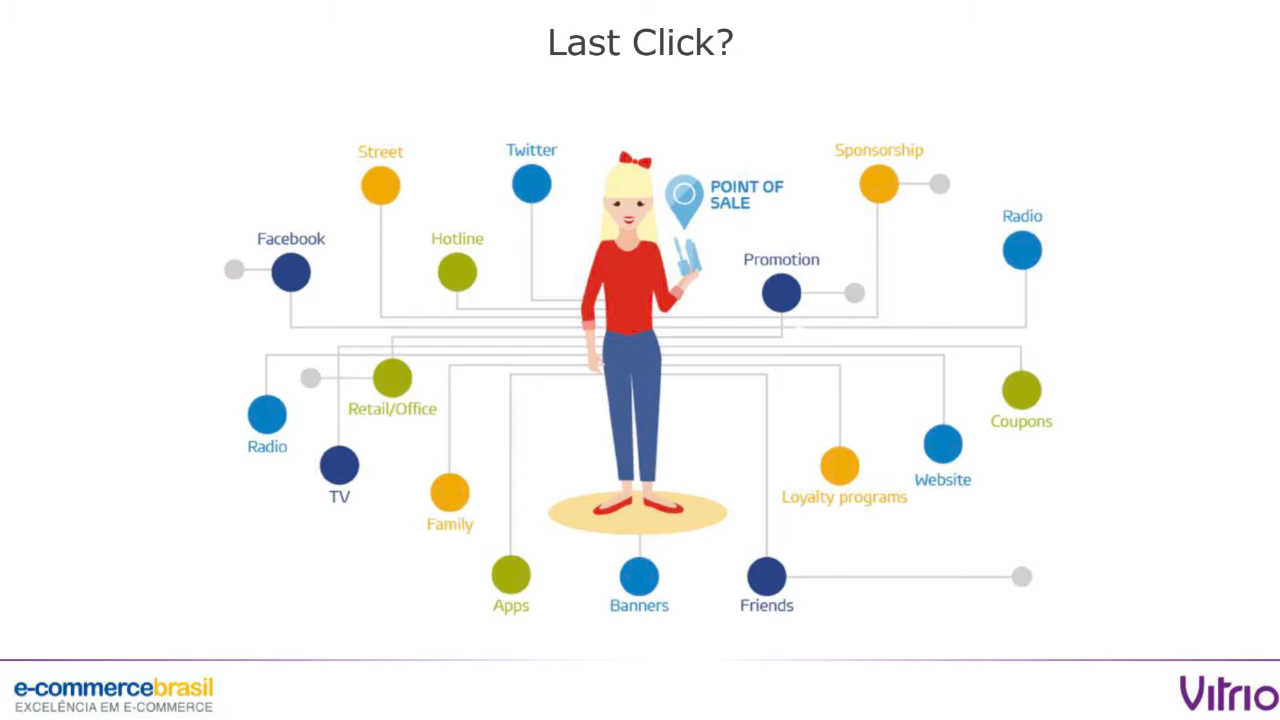 Last Click?
Street
Twitter
Sponsorship
POINT OF
SALE
Radio
Facebook
Hotline
Promotion
Retail/Office
Coupons
Radio
Website
TV
Loyalty programs
Family
Apps
Banners
Friends
e-commercebrasil
EXCELÊNCIA EM E-COMMERCE
Vitrio